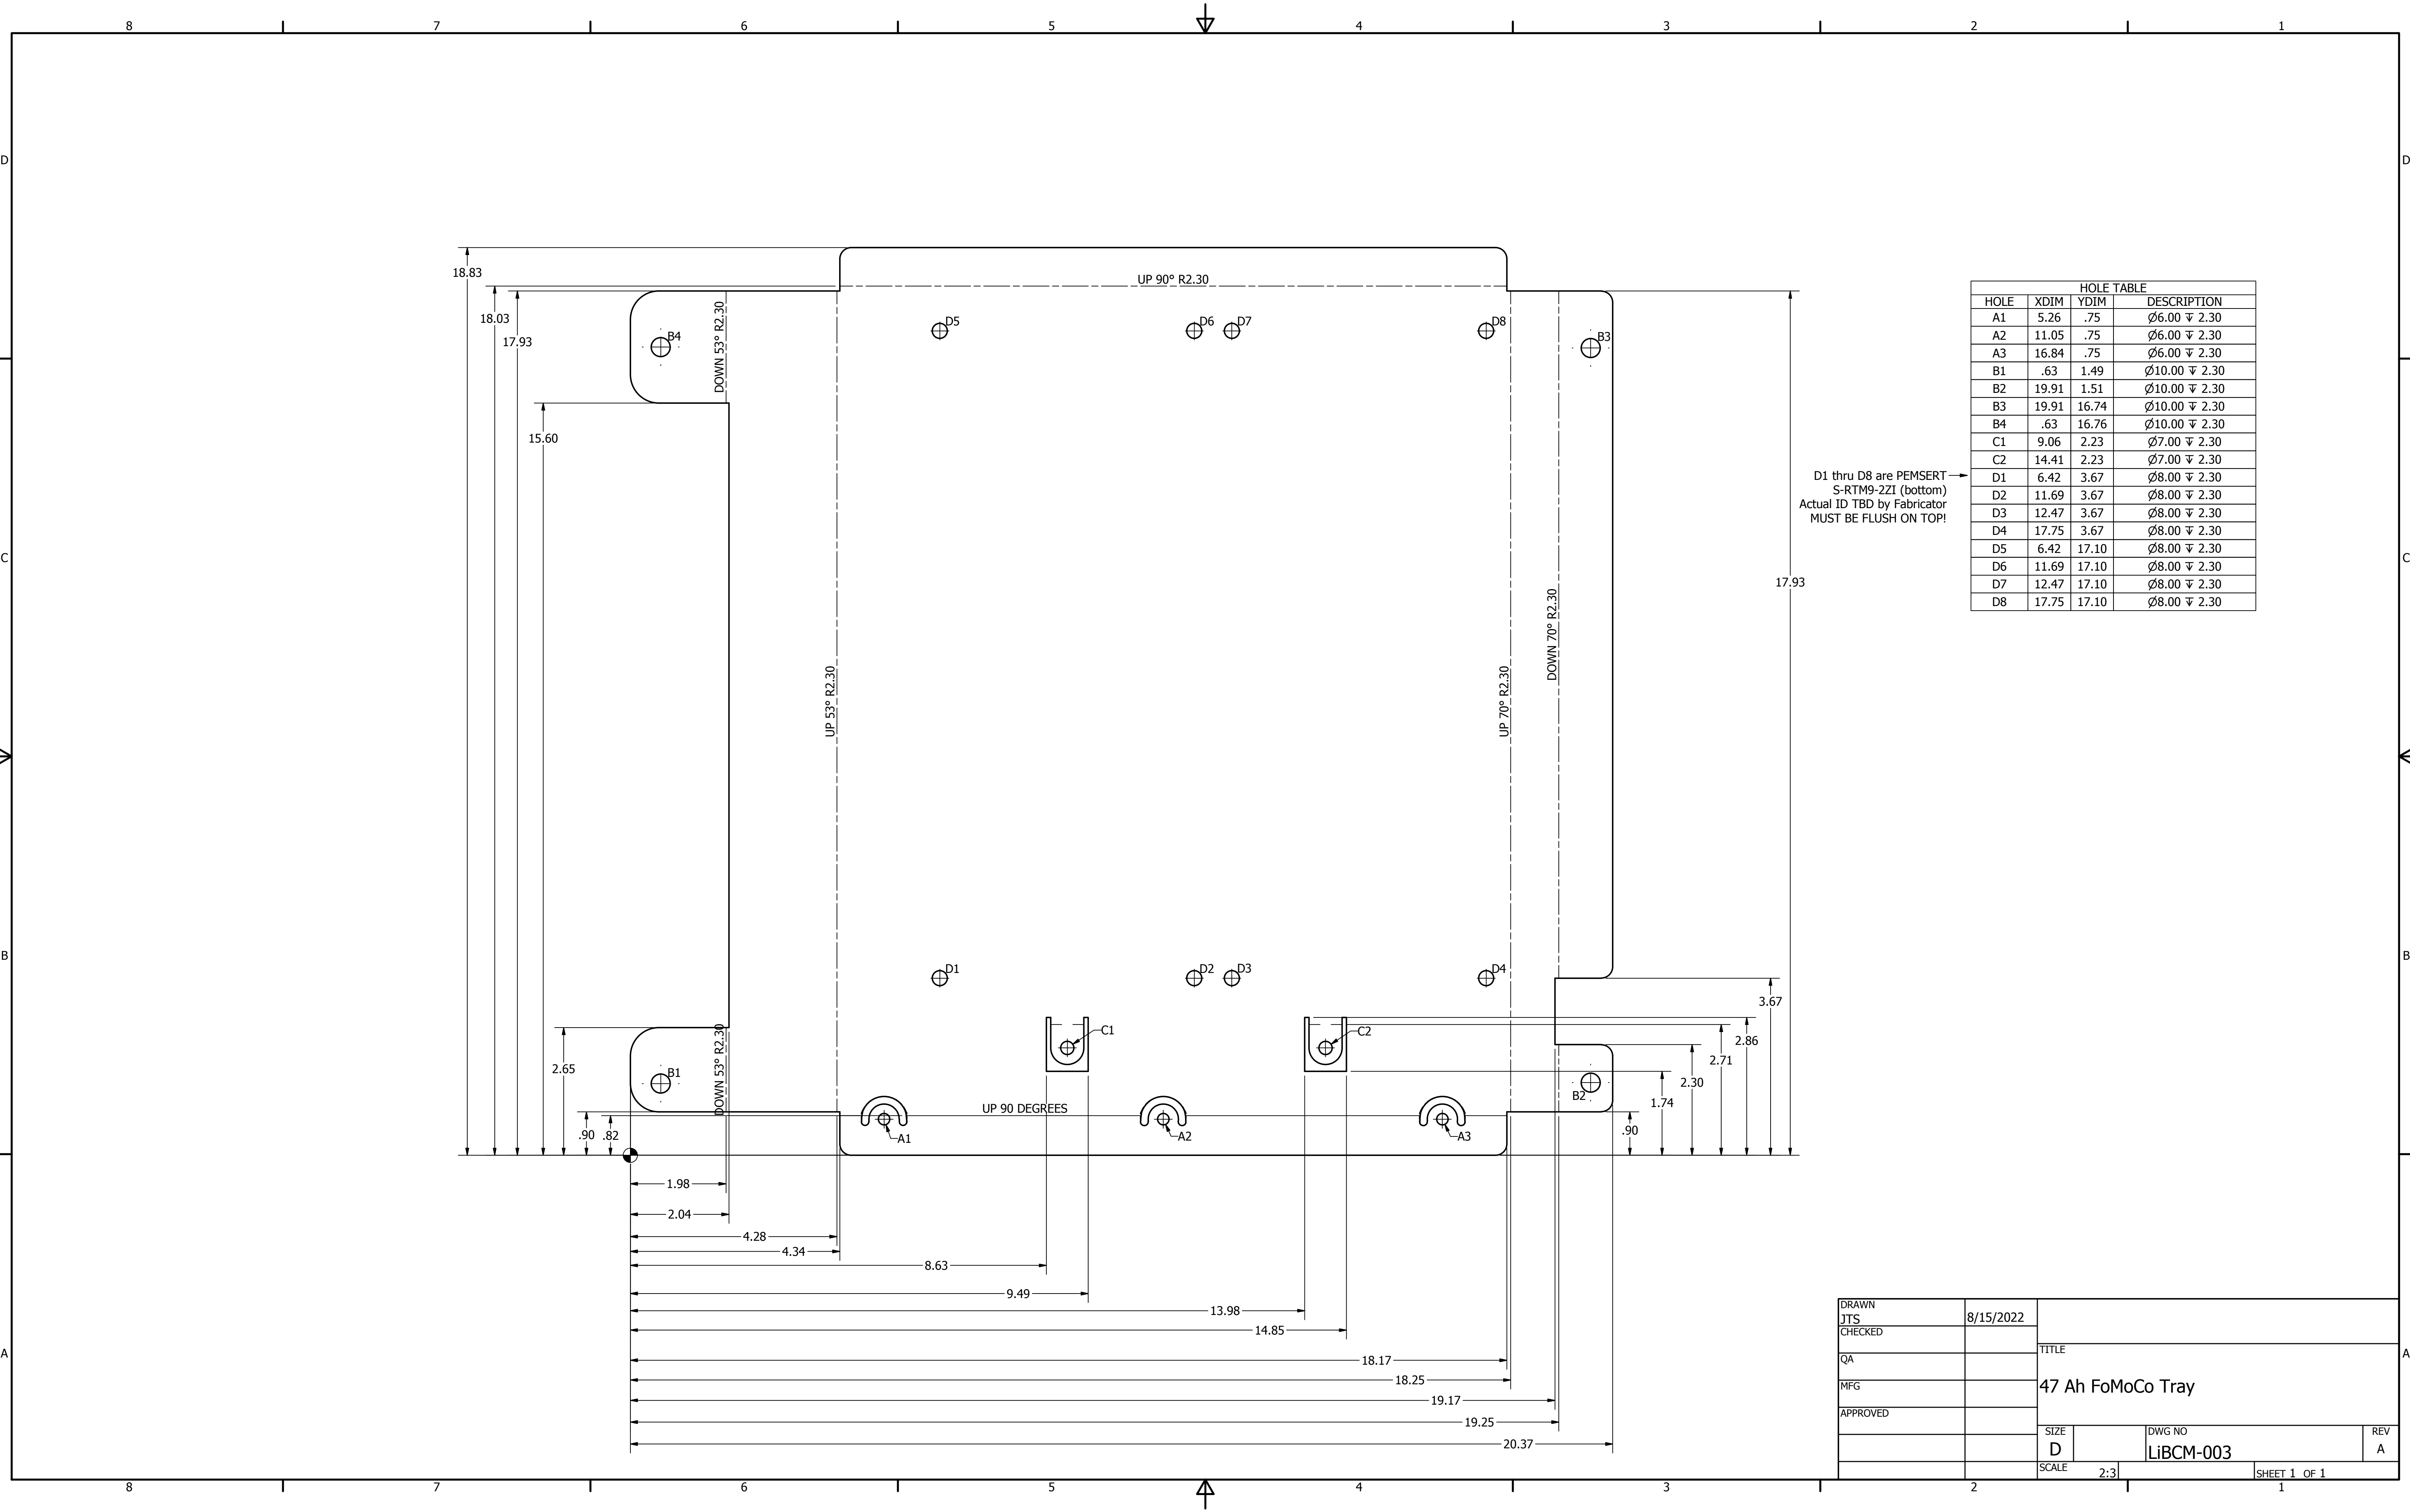 8 7 6 5 4 3 2 1
D D
18.83
UP 90° R2.30
18.03
17.93
DOWN 53° R2.30
B4
D5 D6 D7 D8
B3
HOLE TABLE
HOLE XDIM YDIM DESCRIPTION
A1 5.26 .75 Ø6.00 ↧ 2.30
A2 11.05 .75 Ø6.00 ↧ 2.30
A3 16.84 .75 Ø6.00 ↧ 2.30
B1 .63 1.49 Ø10.00 ↧ 2.30
B2 19.91 1.51 Ø10.00 ↧ 2.30
B3 19.91 16.74 Ø10.00 ↧ 2.30
B4 .63 16.76 Ø10.00 ↧ 2.30
C1 9.06 2.23 Ø7.00 ↧ 2.30
C2 14.41 2.23 Ø7.00 ↧ 2.30
D1 6.42 3.67 Ø8.00 ↧ 2.30
D2 11.69 3.67 Ø8.00 ↧ 2.30
D3 12.47 3.67 Ø8.00 ↧ 2.30
D4 17.75 3.67 Ø8.00 ↧ 2.30
D5 6.42 17.10 Ø8.00 ↧ 2.30
D6 11.69 17.10 Ø8.00 ↧ 2.30
D7 12.47 17.10 Ø8.00 ↧ 2.30
D8 17.75 17.10 Ø8.00 ↧ 2.30
D1 thru D8 are PEMSERT
S-RTM9-2ZI (bottom)
Actual ID TBD by Fabricator
MUST BE FLUSH ON TOP!
15.60
C C
17.93
UP 53° R2.30
UP 70° R2.30
DOWN 70° R2.30
B B
D1 D2 D3 D4
3.67
C1 C2
2.86
2.71
2.65
DOWN 53° R2.30
B1
2.30
B2
1.74
UP 90 DEGREES
.90 .82
A1 A2 A3
.90
1.98
2.04
4.28
4.34
8.63
9.49
13.98
14.85
18.17
18.25
19.17
19.25
20.37
A A
DRAWN
JTS 8/15/2022
CHECKED
QA
MFG
APPROVED
TITLE
47 Ah FoMoCo Tray
SIZE DWG NO REV
D LiBCM-003 A
SCALE 2:3 SHEET 1 OF 1
8 7 6 5 4 3 2 1